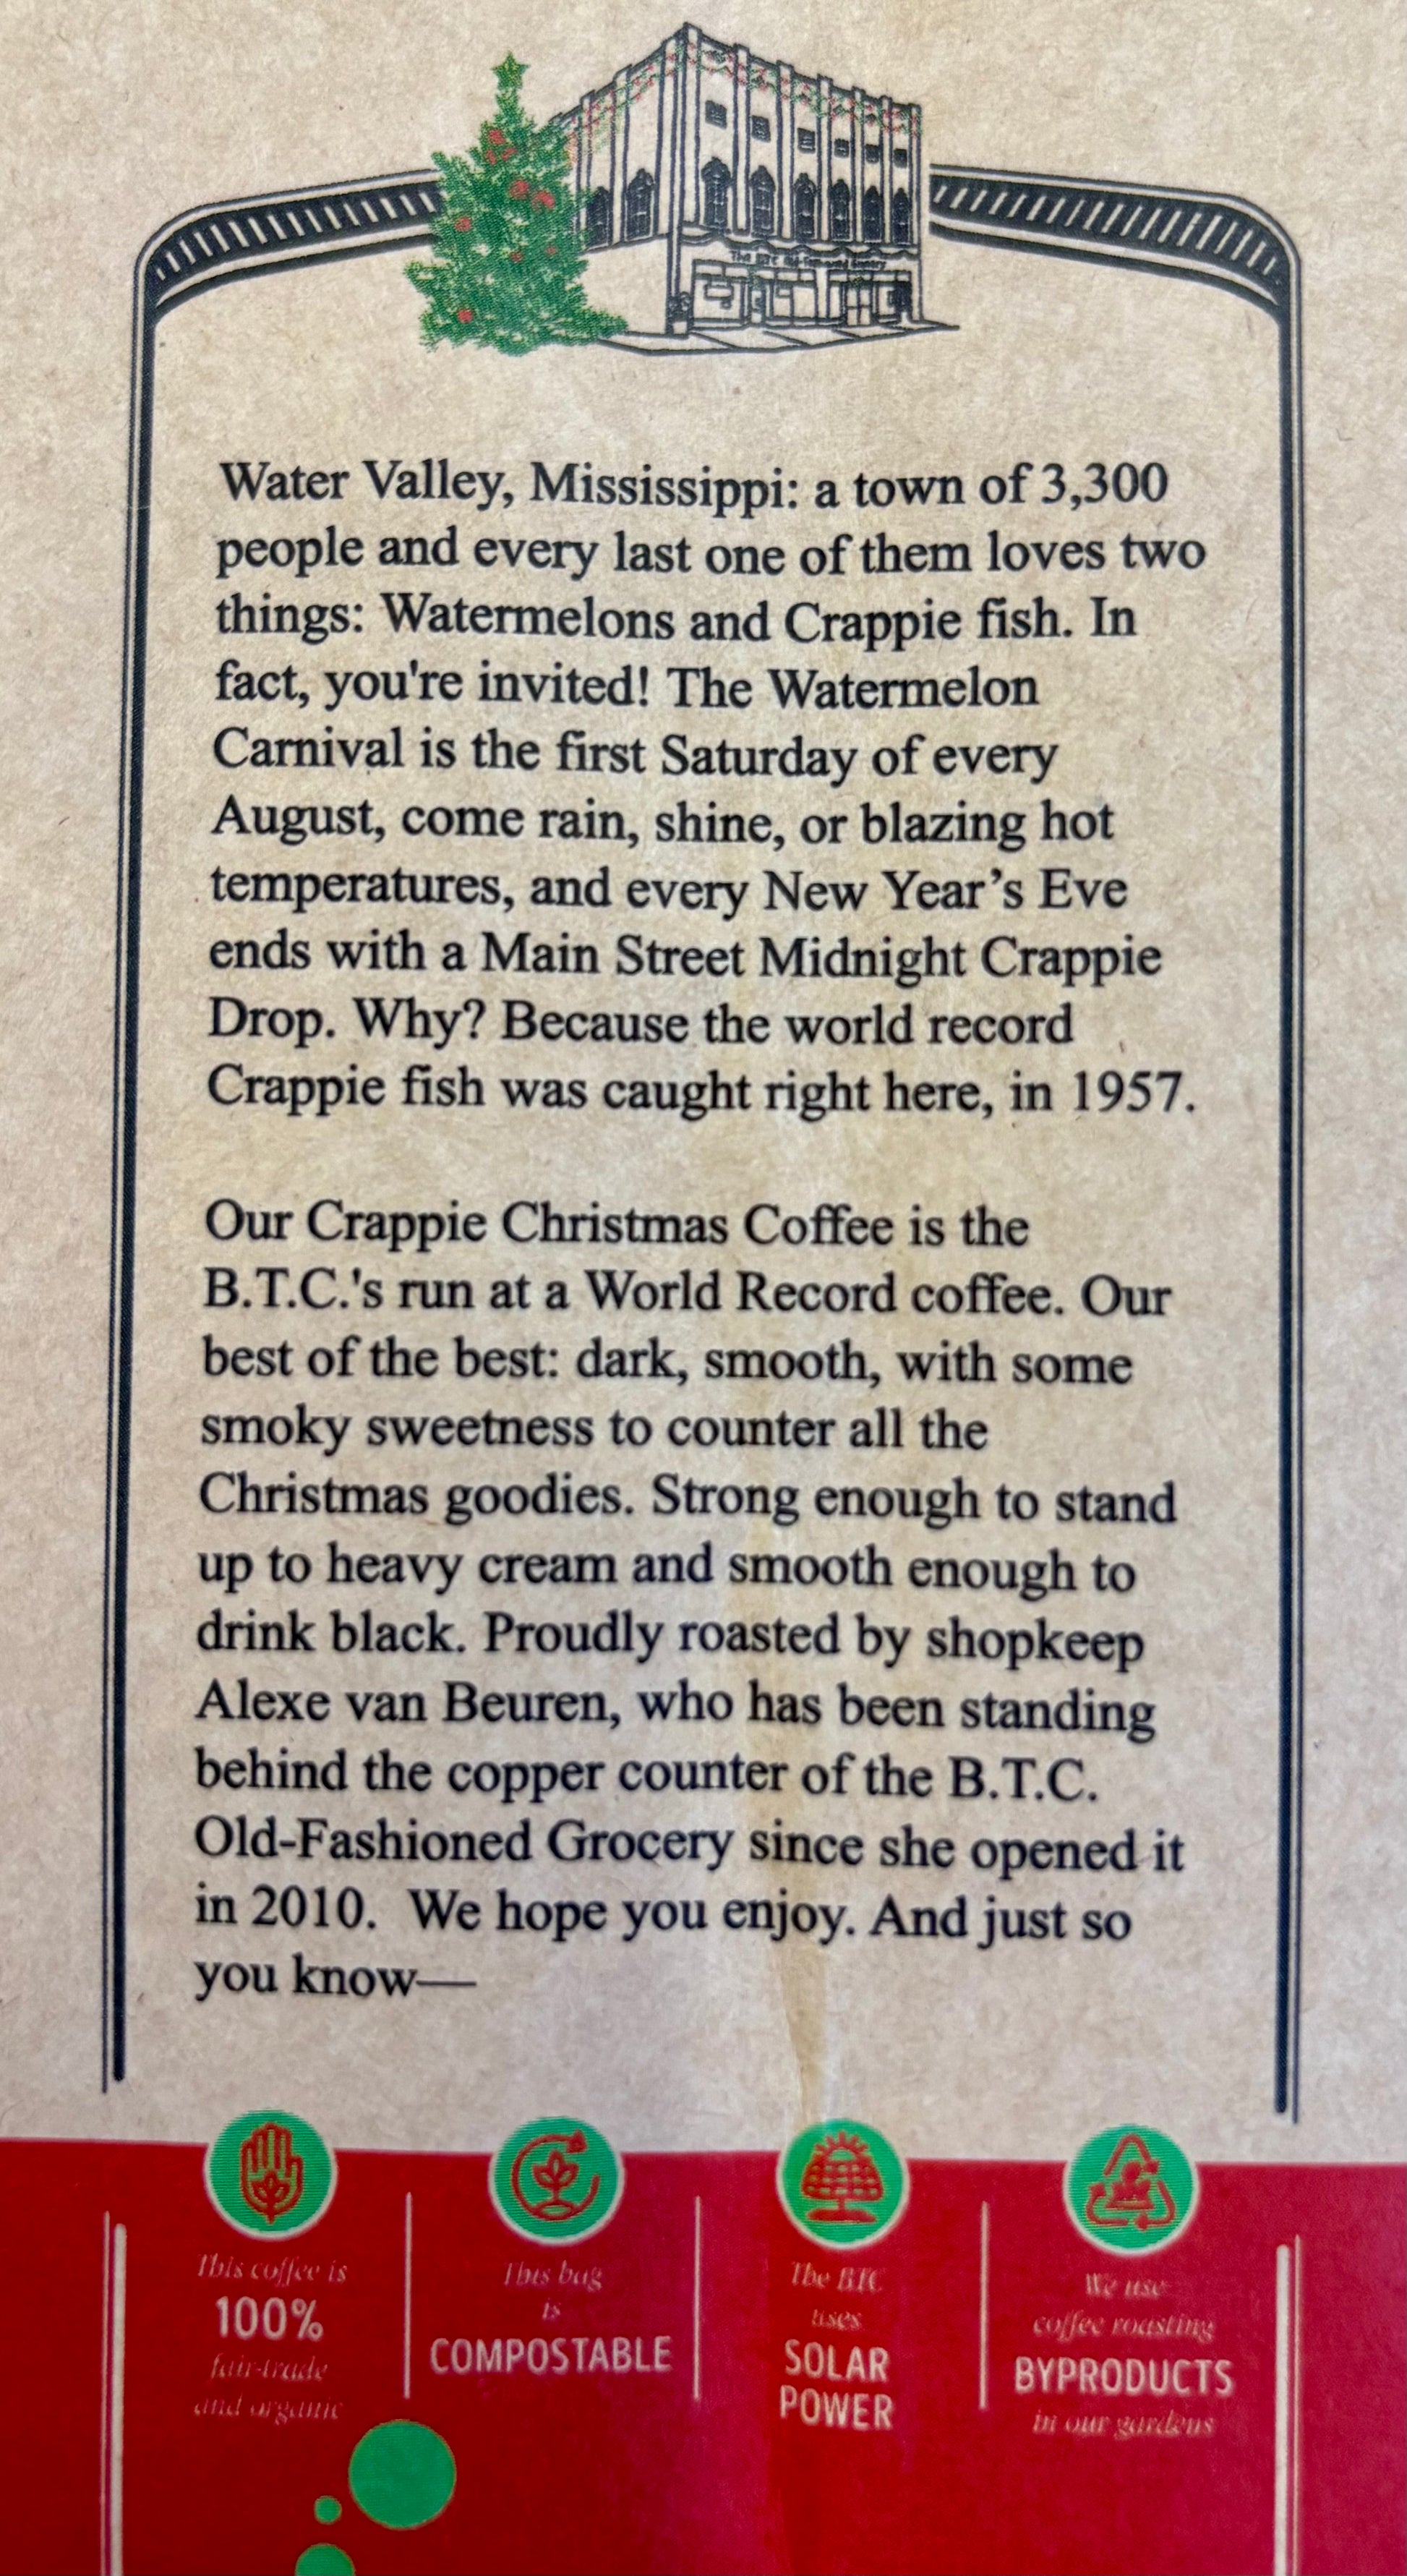 The BTC Old-Fashioned Grocery
Water Valley, Mississippi: a town of 3,300
people and every last one of them loves two
things: Watermelons and Crappie fish. In
fact, you're invited! The Watermelon
Carnival is the first Saturday of every
August, come rain, shine, or blazing hot
temperatures, and every New Year’s Eve
ends with a Main Street Midnight Crappie
Drop. Why? Because the world record
Crappie fish was caught right here, in 1957.
Our Crappie Christmas Coffee is the
B.T.C.'s run at a World Record coffee. Our
best of the best: dark, smooth, with some
smoky sweetness to counter all the
Christmas goodies. Strong enough to stand
up to heavy cream and smooth enough to
drink black. Proudly roasted by shopkeep
Alexe van Beuren, who has been standing
behind the copper counter of the B.T.C.
Old-Fashioned Grocery since she opened it
in 2010. We hope you enjoy. And just so
you know—
This coffee is
100%
fair-trade
and organic
This bag
is
COMPOSTABLE
The BTC
uses
SOLAR
POWER
We use
coffee roasting
BYPRODUCTS
in our gardens